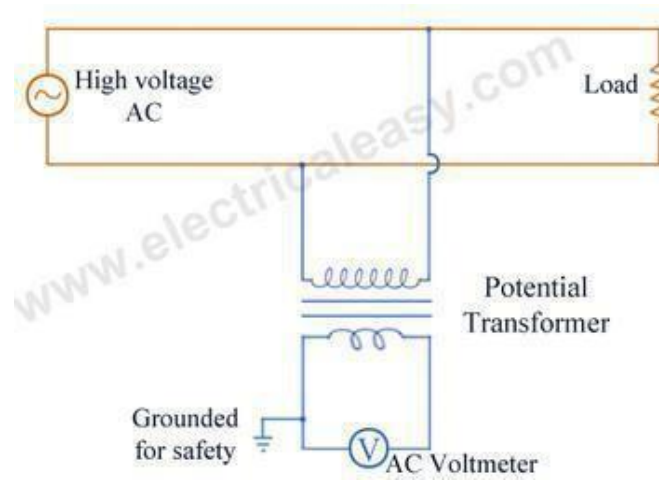 High voltage
AC
Load
www.electricaleasy.com
Potential
Transformer
Grounded
for safety
V
AC Voltmeter